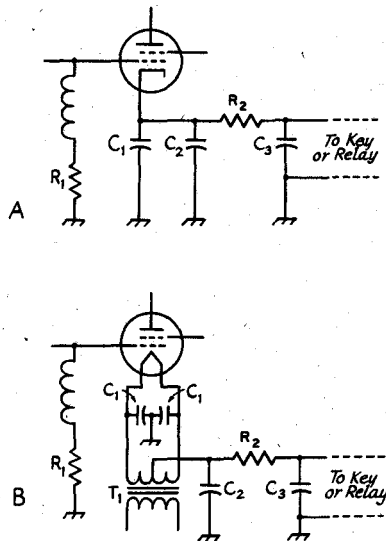 R₂
C₁
C₂
C₃
To Key
or Relay
R₁
A
C₁
C₁
R₂
R₁
To Key
or Relay
T₁
C₂
C₃
B